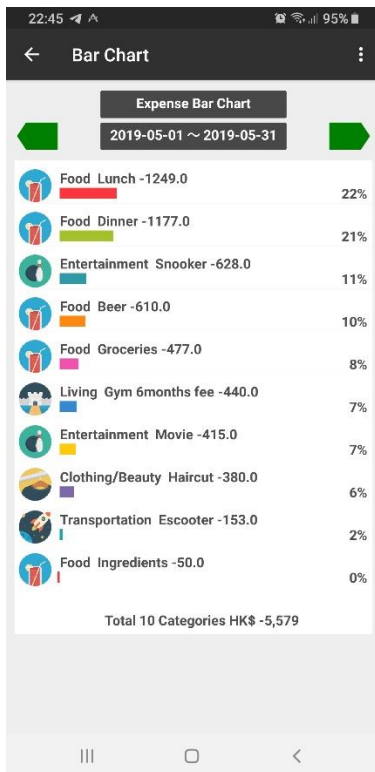 22:45 95%
Bar Chart
Expense Bar Chart
2019-05-01 ~ 2019-05-31
Food Lunch -1249.0
22%
Food Dinner -1177.0
21%
Entertainment Snooker -628.0
11%
Food Beer -610.0
10%
Food Groceries -477.0
8%
Living Gym 6months fee -440.0
7%
Entertainment Movie -415.0
7%
Clothing/Beauty Haircut -380.0
6%
Transportation Escooter -153.0
2%
Food Ingredients -50.0
0%
Total 10 Categories HK$ -5,579